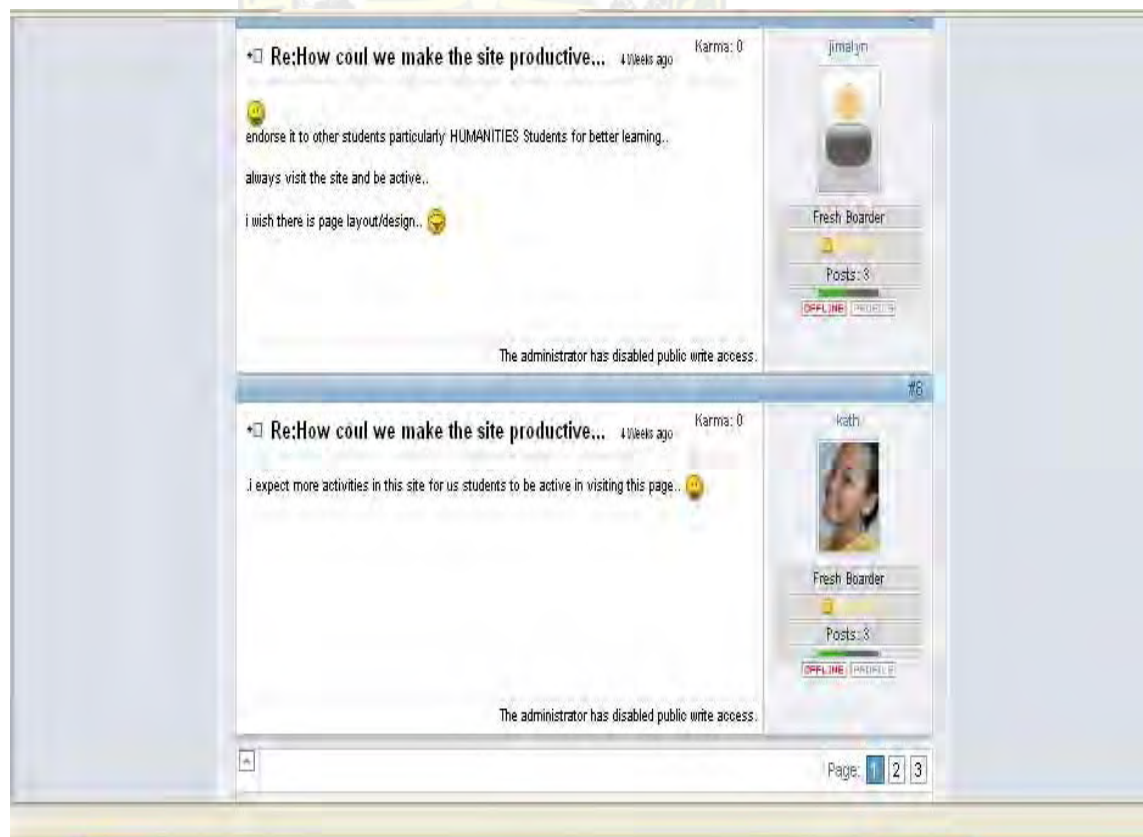 Re:How coul we make the site productive... 4 Weeks ago Karma: 0
jimalyn
endorse it to other students particularly HUMANITIES Students for better learning..
always visit the site and be active..
i wish there is page layout/design..
Fresh Boarder
Posts: 3
OFFLINE PROFILE
The administrator has disabled public write access.
#8
Re:How coul we make the site productive... 4 Weeks ago Karma: 0
kath
.i expect more activities in this site for us students to be active in visiting this page..
Fresh Boarder
Posts: 3
OFFLINE PROFILE
The administrator has disabled public write access.
Page: 1 2 3